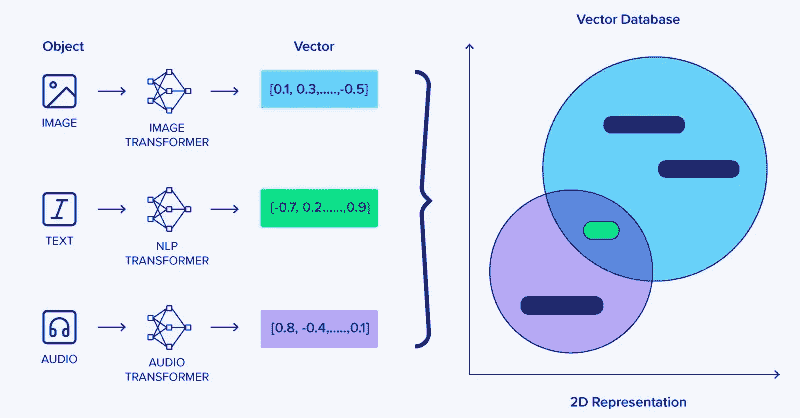 Vector Database
Object
Vector
IMAGE
IMAGE
TRANSFORMER
[0.1, 0.3,.....,-0.5]
TEXT
NLP
TRANSFORMER
[-0.7, 0.2......,0.9}
AUDIO
AUDIO
TRANSFORMER
[0.8, -0.4,.....,0.1]
2D Representation